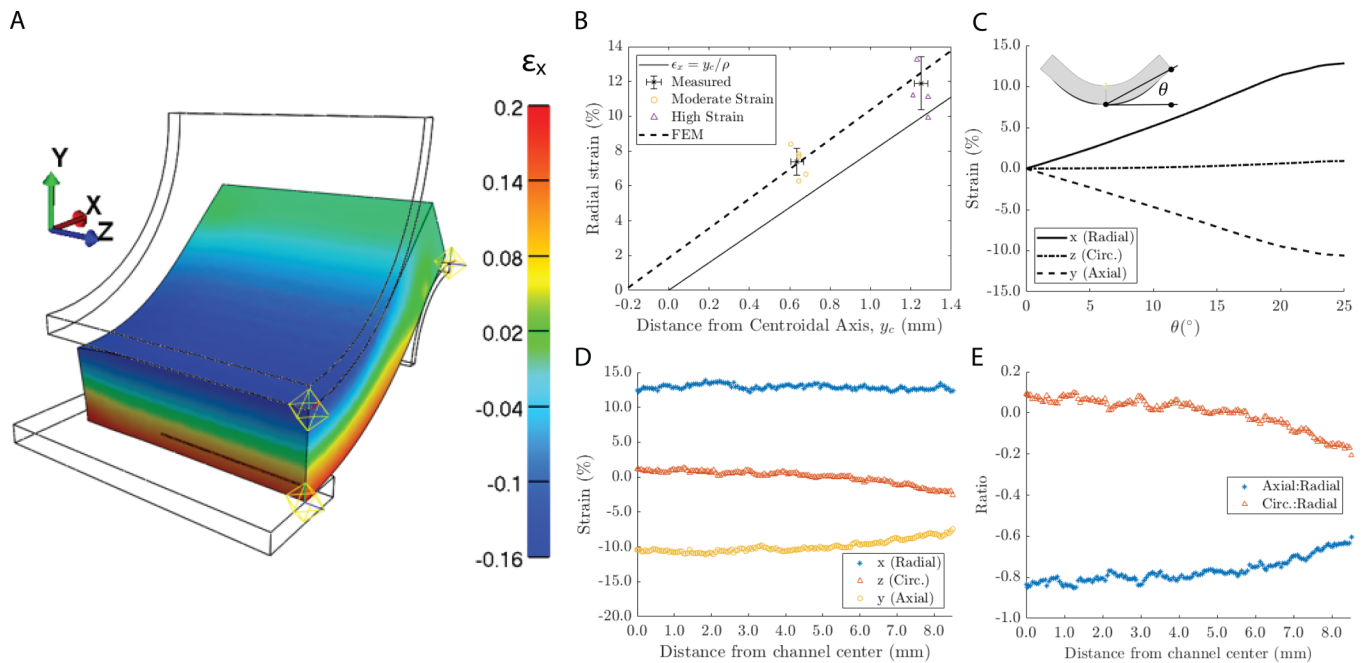 A
εx
0.2
0.14
0.08
0.02
-0.04
-0.1
-0.16
Y
X
Z
B
Radial strain (%)
14
12
10
8
6
4
2
0
ϵx = yc/ρ
Measured
Moderate Strain
High Strain
FEM
-0.2 0.0 0.2 0.4 0.6 0.8 1.0 1.2 1.4
Distance from Centroidal Axis, yc (mm)
C
Strain (%)
15.0
10.0
5.0
0.0
-5.0
-10.0
-15.0
θ
x (Radial)
z (Circ.)
y (Axial)
0 5 10 15 20 25
θ(°)
D
Strain (%)
15.0
10.0
5.0
0.0
-5.0
-10.0
15.0
20.0
x (Radial)
z (Circ.)
y (Axial)
0.0 1.0 2.0 3.0 4.0 5.0 6.0 7.0 8.0
Distance from channel center (mm)
E
Ratio
0.2
0.0
-0.2
-0.4
-0.6
-0.8
-1.0
Axial:Radial
Circ.:Radial
0.0 1.0 2.0 3.0 4.0 5.0 6.0 7.0 8.0
Distance from channel center (mm)